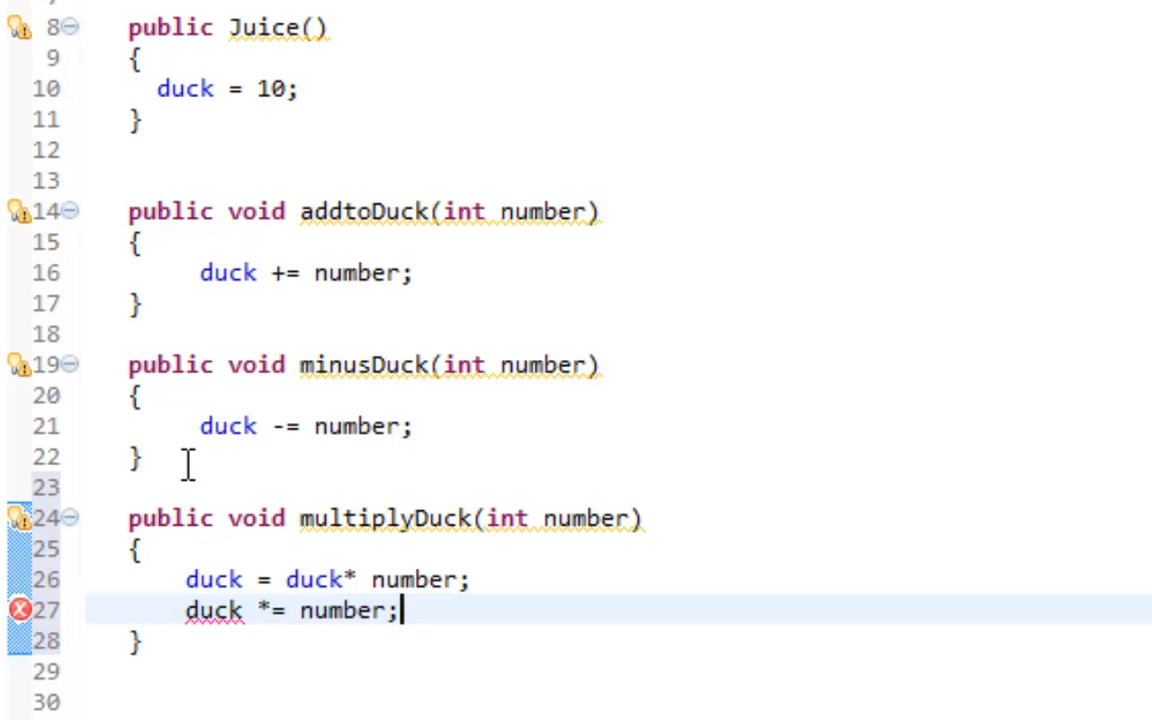 8 public Juice()
9 {
10 duck = 10;
11 }
12
13
14 public void addtoDuck(int number)
15 {
16 duck += number;
17 }
18
19 public void minusDuck(int number)
20 {
21 duck -= number;
22 }
23
24 public void multiplyDuck(int number)
25 {
26 duck = duck* number;
27 duck *= number;
28 }
29
30